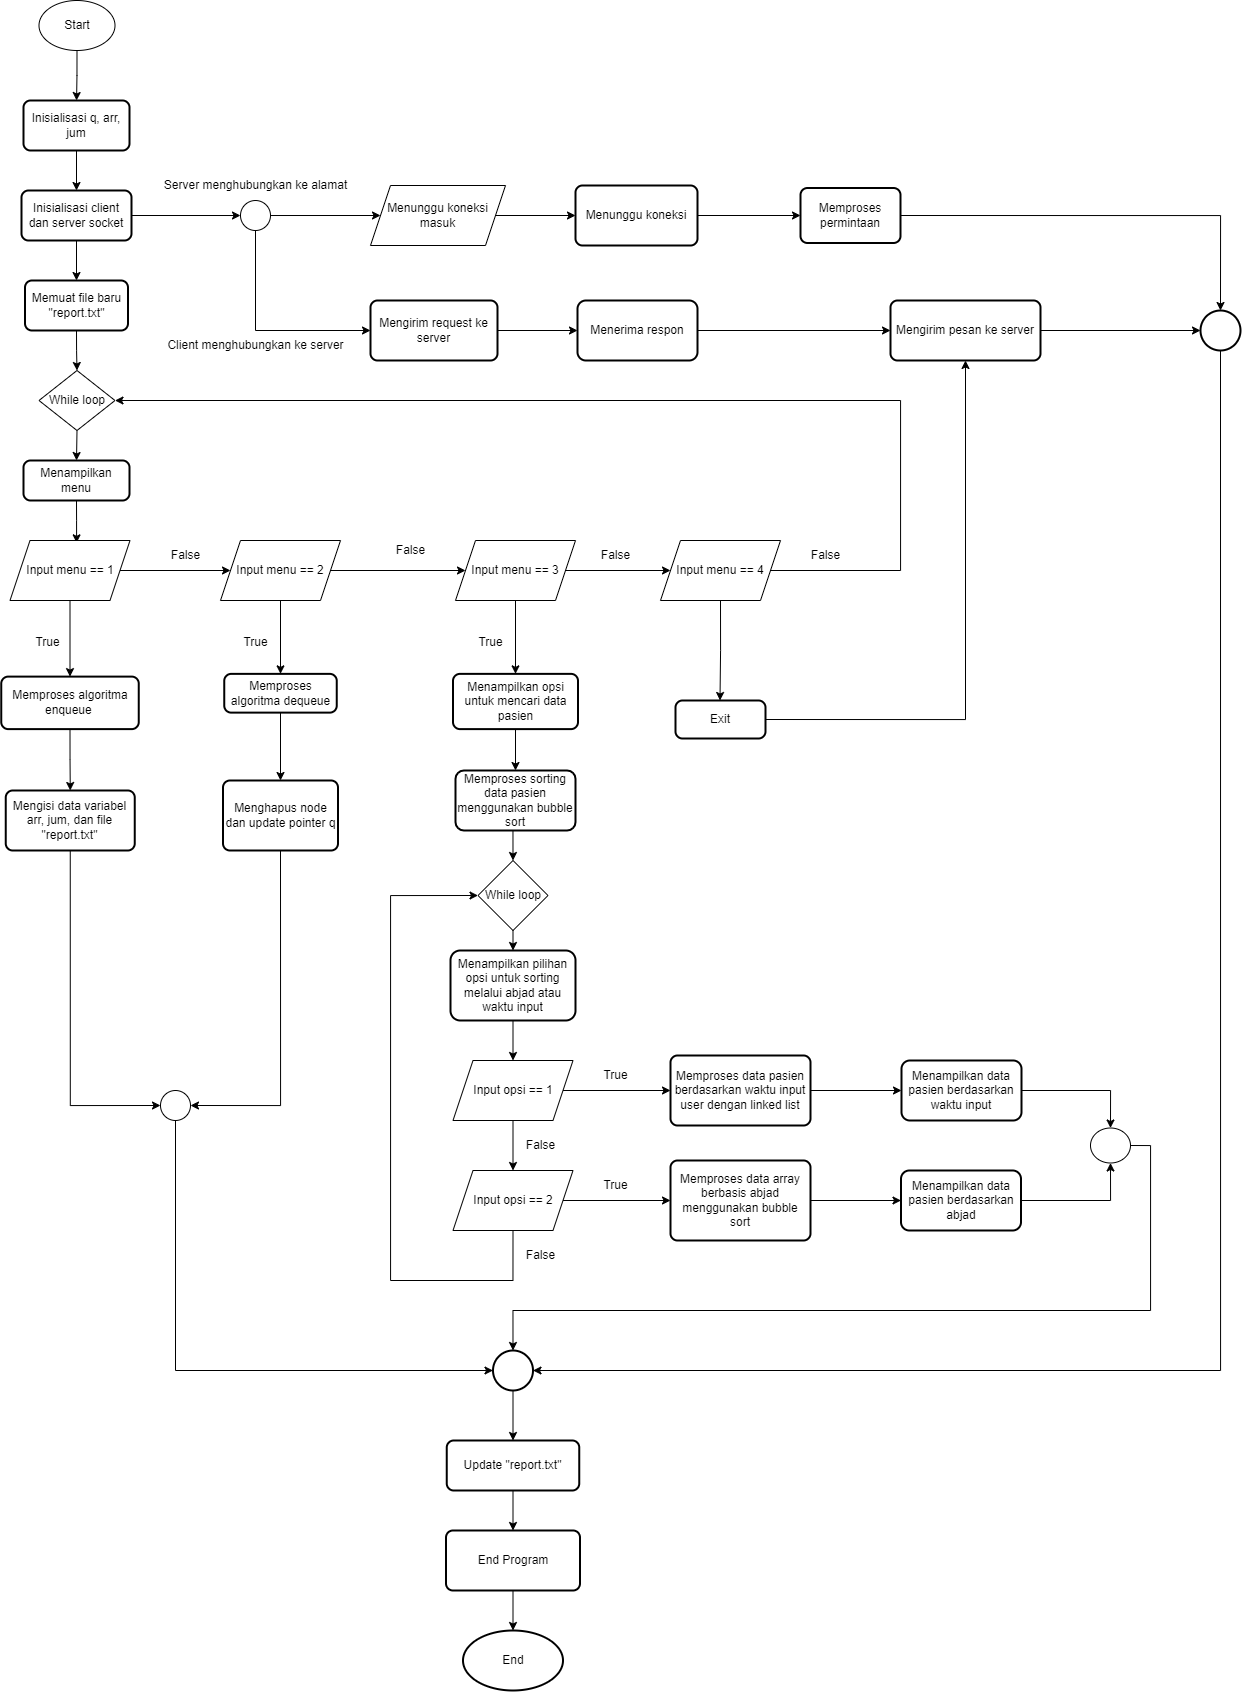 Start
Inisialisasi q, arr,
jum
Server menghubungkan ke alamat
Inisialisasi client
dan server socket
Menunggu koneksi
masuk
Menunggu koneksi
Memproses
permintaan
Memuat file baru
"report.txt"
Client menghubungkan ke server
Mengirim request ke
server
Menerima respon
Mengirim pesan ke server
While loop
Menampilkan
menu
Input menu == 1
False
Input menu == 2
False
Input menu == 3
False
Input menu == 4
False
True
True
True
Memproses algoritma
enqueue
Memproses
algoritma dequeue
Menampilkan opsi
untuk mencari data
pasien
Exit
Mengisi data variabel
arr, jum, dan file
"report.txt"
Menghapus node
dan update pointer q
Memproses sorting
data pasien
menggunakan bubble
sort
While loop
Menampilkan pilihan
opsi untuk sorting
melalui abjad atau
waktu input
Input opsi == 1
True
Memproses data pasien
berdasarkan waktu input
user dengan linked list
Menampilkan data
pasien berdasarkan
waktu input
False
Input opsi == 2
True
Memproses data array
berbasis abjad
menggunakan bubble
sort
Menampilkan data
pasien berdasarkan
abjad
False
Update "report.txt"
End Program
End